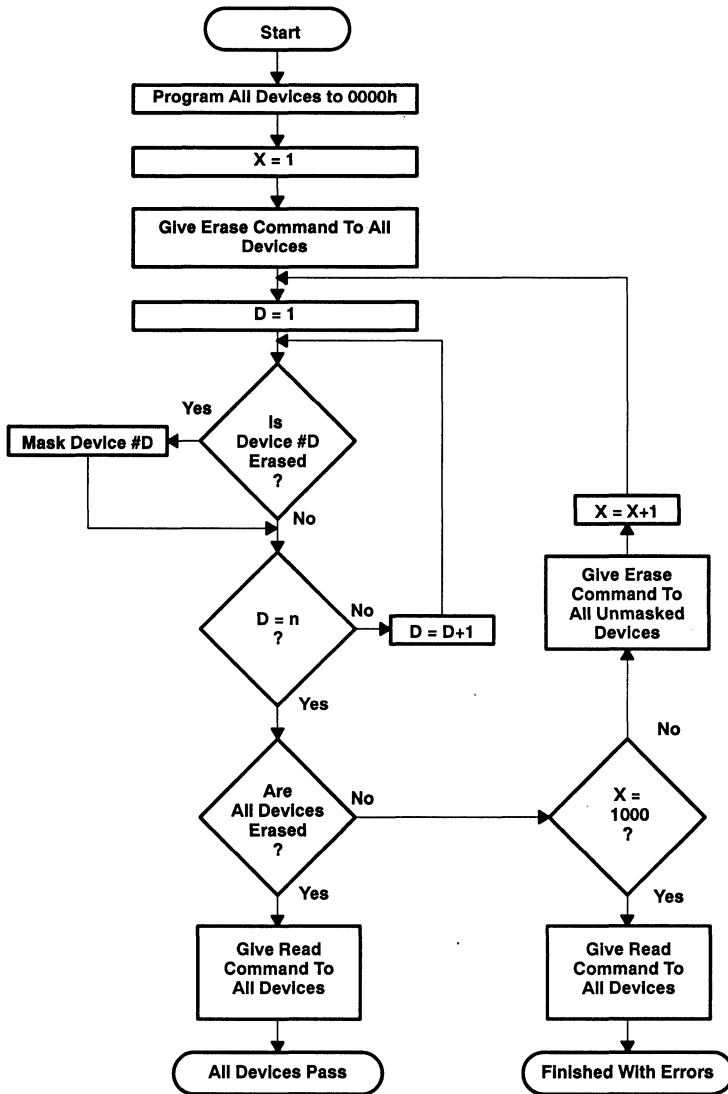 Start
Program All Devices to 0000h
X = 1
Give Erase Command To All
Devices
D = 1
Yes
Is
Device #D
Erased
?
Mask Device #D
No
X = X+1
Give Erase
Command To
All Unmasked
Devices
D = n
?
No
D = D+1
Yes
No
Are
All Devices
Erased
?
No
X =
1000
?
Yes
Yes
Give Read
Command To
All Devices
Give Read
Command To
All Devices
All Devices Pass
Finished With Errors